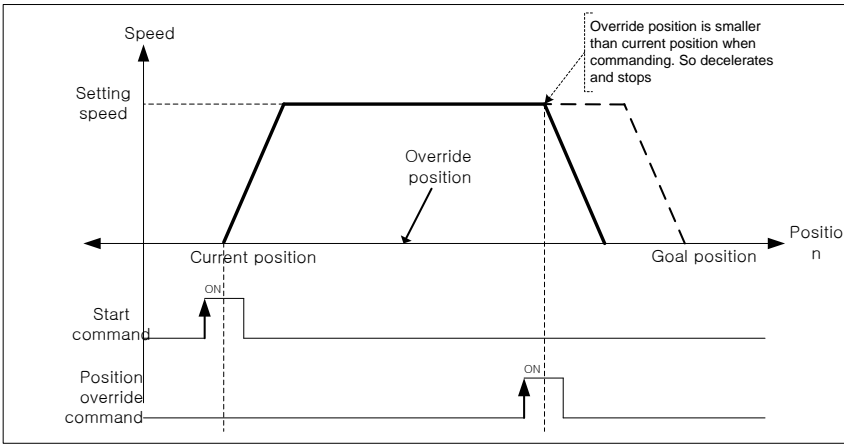 Speed
Override position is smaller
than current position when
commanding. So decelerates
and stops
Setting
speed
Override
position
Positio
n
Current position
Goal position
ON
Start
command
ON
Position
override
command